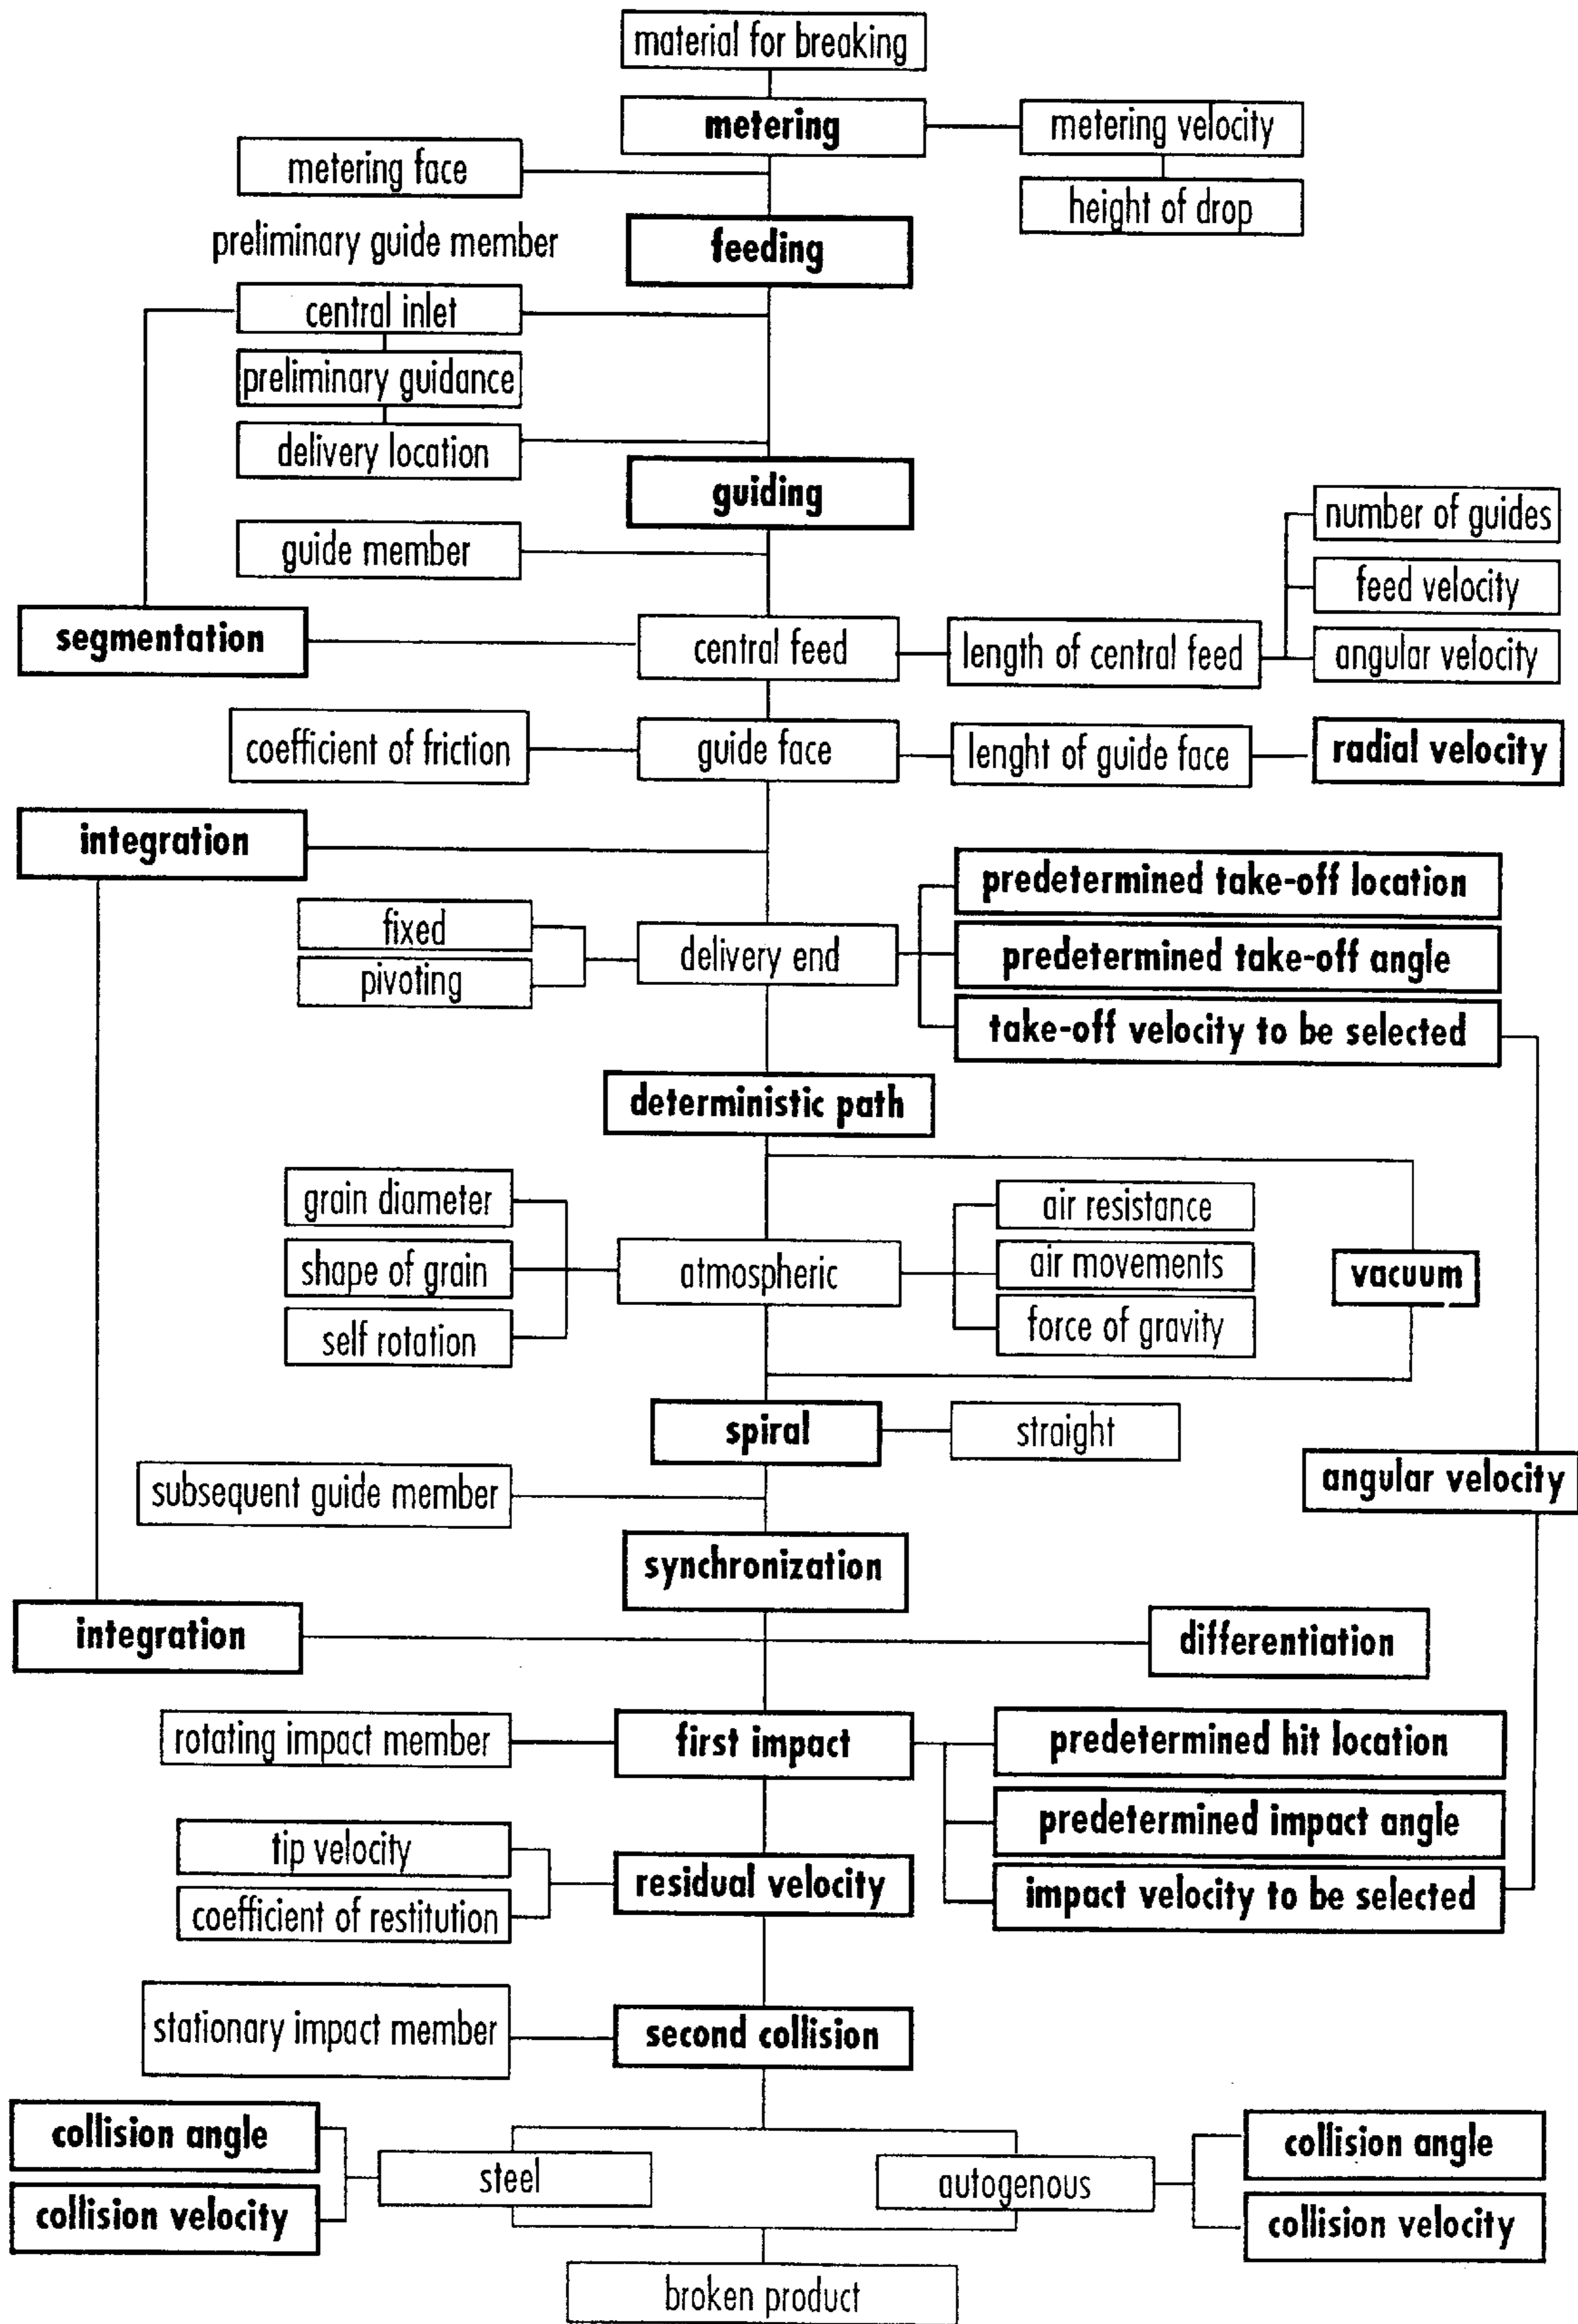 material for breaking
metering
metering velocity
metering face
height of drop
preliminary guide member
feeding
central inlet
preliminary guidance
delivery location
guiding
number of guides
guide member
feed velocity
segmentation
central feed
length of central feed
angular velocity
coefficient of friction
guide face
lenght of guide face
radial velocity
integration
predetermined take-off location
fixed
delivery end
predetermined take-off angle
pivoting
take-off velocity to be selected
deterministic path
grain diameter
air resistance
shape of grain
atmospheric
air movements
vacuum
self rotation
force of gravity
spiral
straight
subsequent guide member
angular velocity
synchronization
integration
differentiation
rotating impact member
first impact
predetermined hit location
tip velocity
predetermined impact angle
residual velocity
impact velocity to be selected
coefficient of restitution
stationary impact member
second collision
collision angle
steel
autogenous
collision angle
collision velocity
collision velocity
broken product